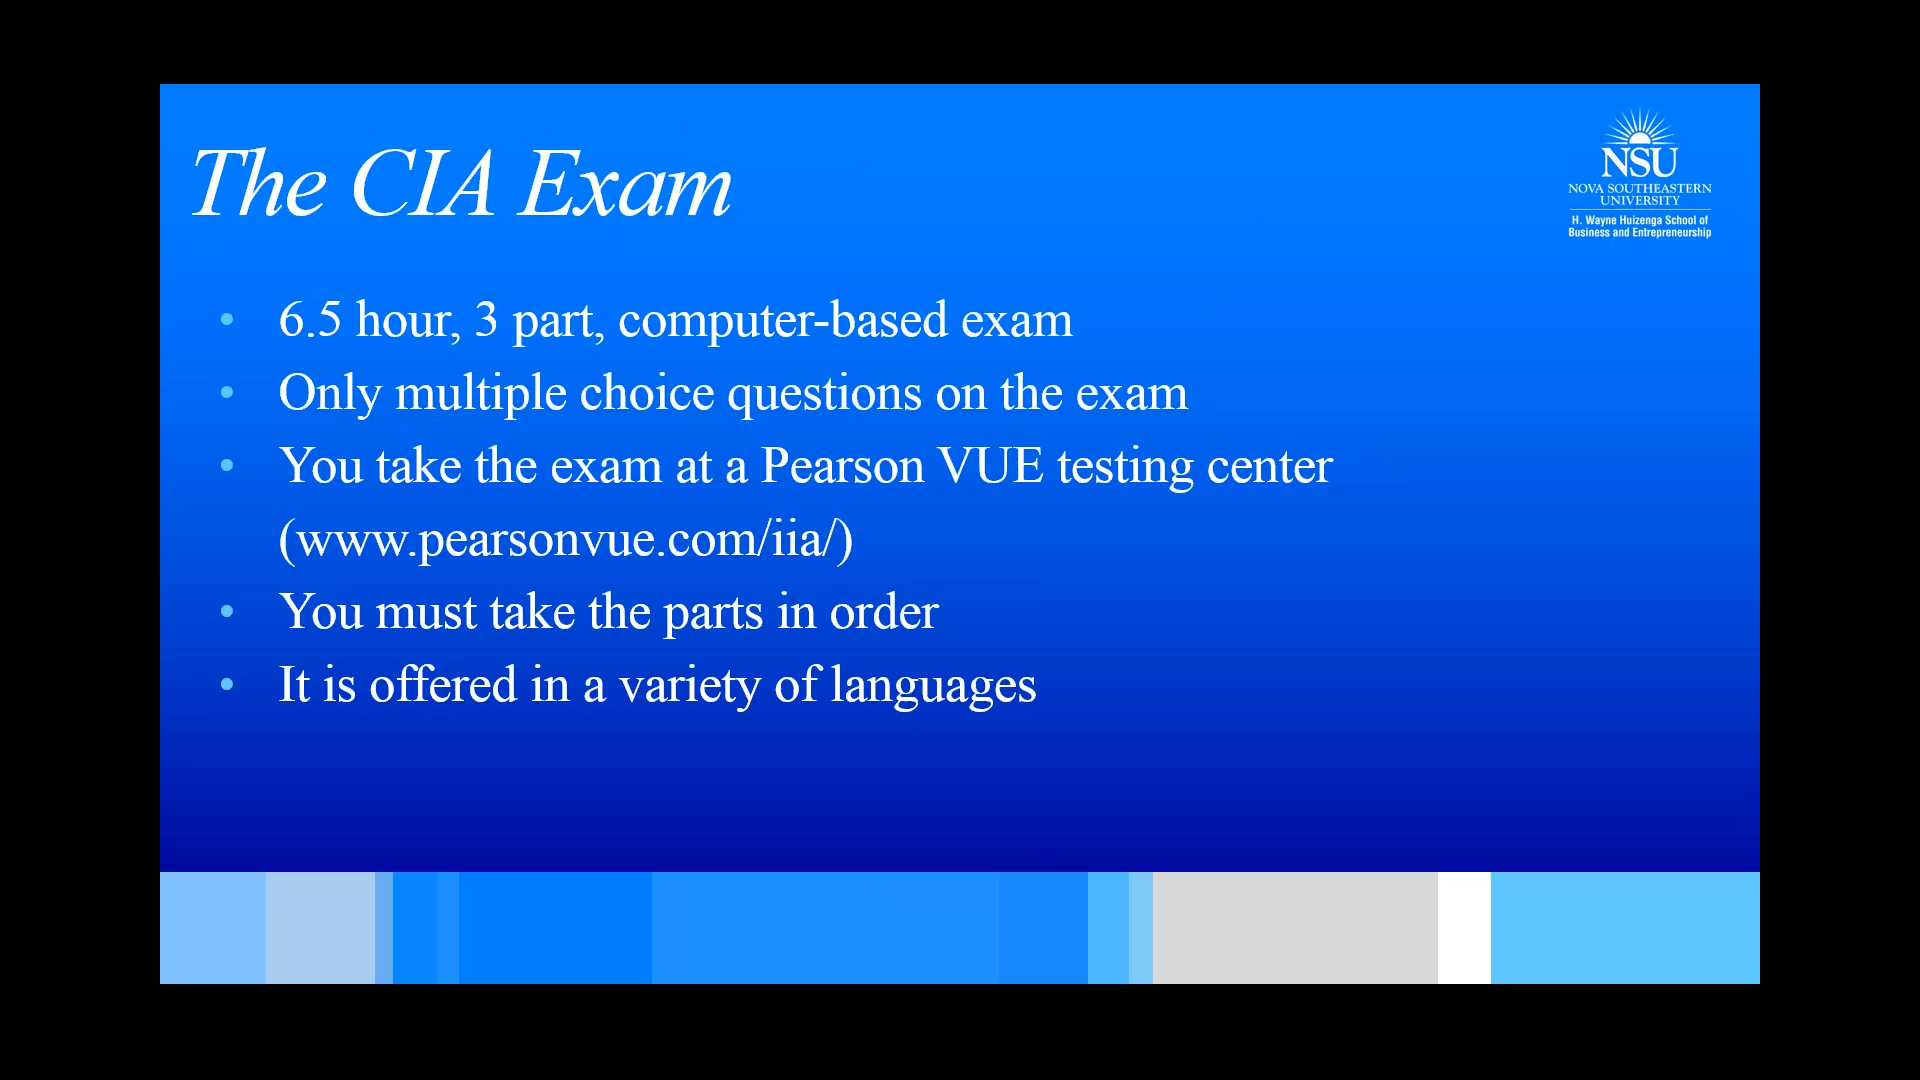 The CIA Exam
NSU
NOVA SOUTHEASTERN
UNIVERSITY
H. Wayne Huizenga School of
Business and Entrepreneurship
• 6.5 hour, 3 part, computer-based exam
• Only multiple choice questions on the exam
• You take the exam at a Pearson VUE testing center
(www.pearsonvue.com/iia/)
• You must take the parts in order
• It is offered in a variety of languages